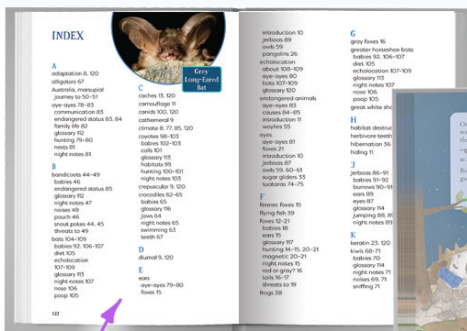 INDEX
Grey
Long-Eared
Bat
A
adaptation 8, 120
alligators 67
Australia, marsupial
journey to 50–51
aye-ayes 78–83
communication 83
endangered status 83, 84
family life 82
glossary 112
hunting 79–80
nests 81
night notes 81
B
bandicoots 44–49
babies 46
endangered status 85
glossary 112
night notes 47
noses 48
pouch 46
snout pokes 44, 45
threats to 49
bats 104–109
babies 92, 106–107
diet 105
echolocation
107–109
glossary 113
night notes 107
nose 106
poop 105
C
caches 13, 120
camouflage 11
canids 100, 120
cathemeral 9
climate 8, 77, 85, 120
coyotes 98–103
babies 102–103
calls 101
glossary 113
habitats 99
hunting 100–101
night notes 103
crepuscular 9, 120
crocodiles 62–65
babies 65
glossary 116
jaws 64
night notes 65
swimming 63
teeth 67
D
diurnal 9, 120
E
ears
aye-ayes 79–80
foxes 15
122
introduction 10
jerboas 89
owls 59
pangolins 26
echolocation
about 108–109
aye-ayes 80
bats 107–109
glossary 120
endangered animals
aye-ayes 83
causes 84–85
introduction 11
woylies 55
eyes
aye-ayes 81
foxes 21
introduction 10
jerboas 87
owls 59, 60–61
sugar gliders 33
tuataras 74–75
F
fennec foxes 15
flying fish 39
foxes 12–21
babies 18
ears 15
glossary 117
hunting 14–15, 20–21
magnetic 20–21
night notes 15
red or gray? 16
tails 16–17
threats to 19
frogs 38
G
gray foxes 16
greater horseshoe bats
babies 92, 106–107
diet 105
echolocation 107–109
glossary 113
night notes 107
nose 106
poop 105
great white
H
habitat
herbivore teeth
hibernation 36
hiding 11
J
jerboas 86–91
babies 91–92
burrows 90–91
ears 89
eyes 87
glossary 114
jumping 88,
night notes 89
K
keratin 23, 120
kiwis 68–71
babies 70
glossary 114
night notes 71
noises 69, 71
sniffing 71